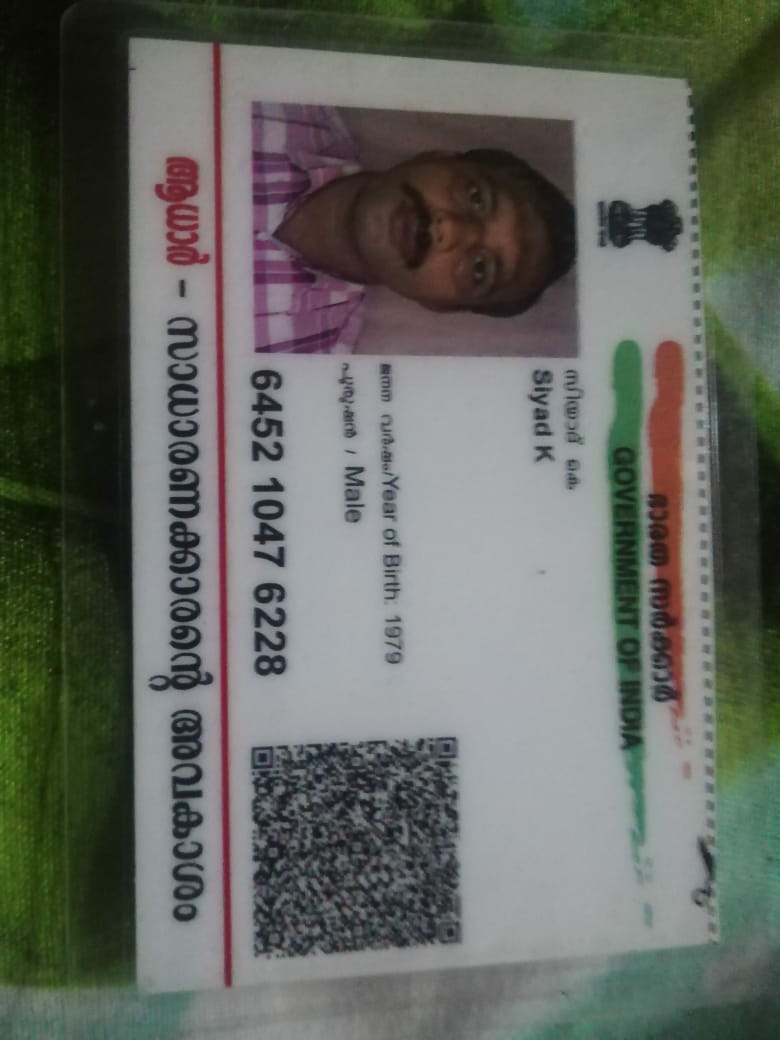 ഭാരത സർക്കാർ
GOVERNMENT OF INDIA
സിയാദ് കെ
Siyad K
ജനന വർഷം/Year of Birth: 1979
പുരുഷൻ / Male
6452 1047 6228
ആധാർ - സാധാരണക്കാരന്റെ അവകാശം